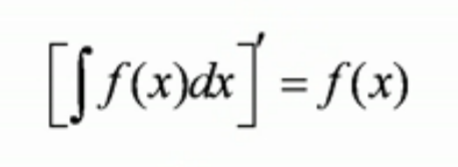 [∫ f(x)dx]′ = f(x)